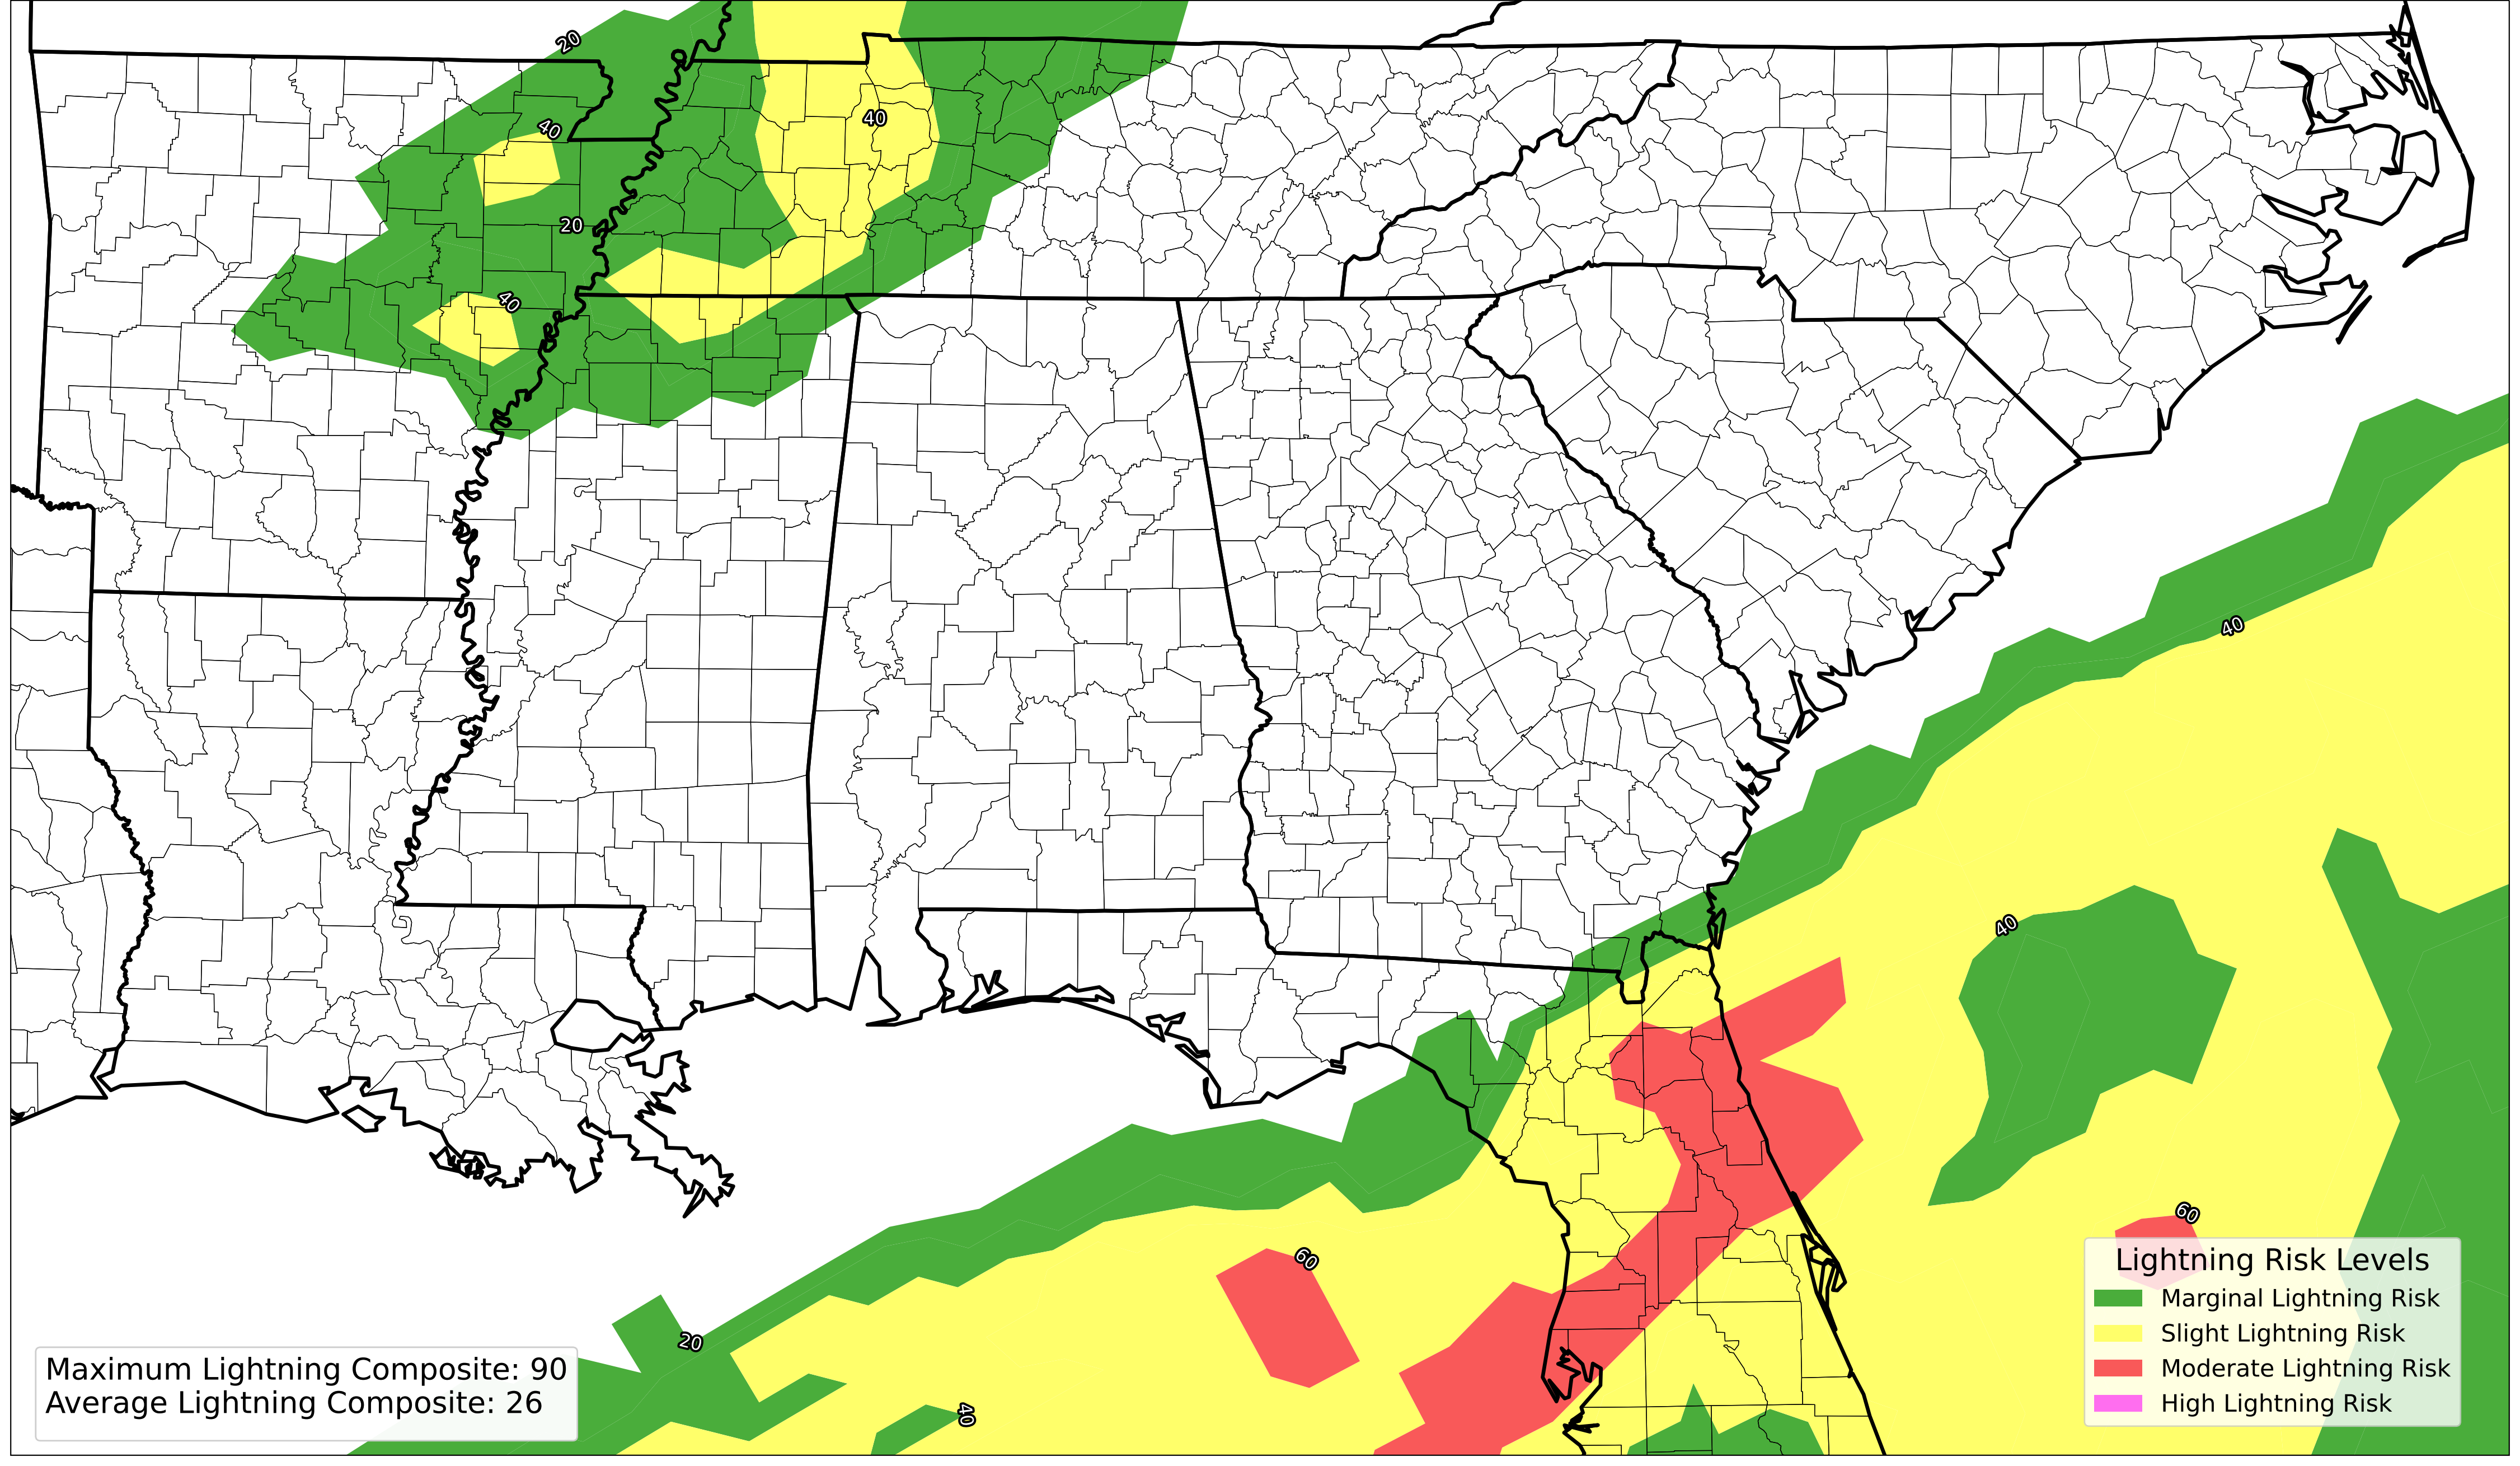 20
40
40
20
40
40
40
60
60
20
40
Lightning Risk Levels
Marginal Lightning Risk
Slight Lightning Risk
Moderate Lightning Risk
High Lightning Risk
Maximum Lightning Composite: 90
Average Lightning Composite: 26